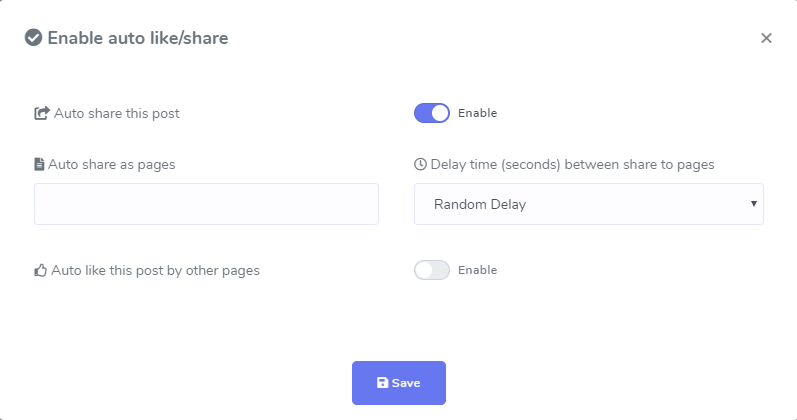 Enable auto like/share
Auto share this post
Enable
Auto share as pages
Delay time (seconds) between share to pages
Random Delay
Auto like this post by other pages
Enable
Save